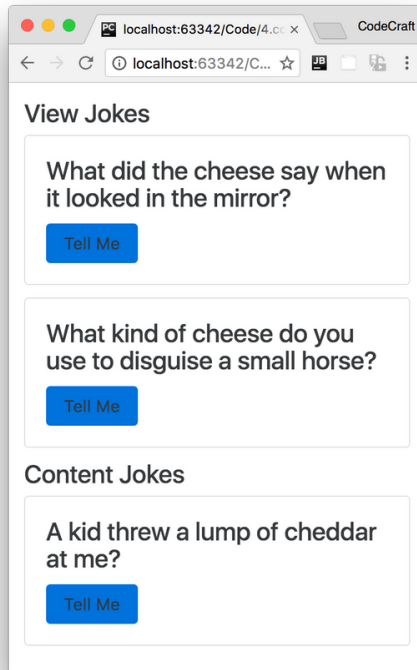 PC localhost:63342/Code/4.cc × CodeCraft
localhost:63342/C... JB
View Jokes
What did the cheese say when
it looked in the mirror?
Tell Me
What kind of cheese do you
use to disguise a small horse?
Tell Me
Content Jokes
A kid threw a lump of cheddar
at me?
Tell Me